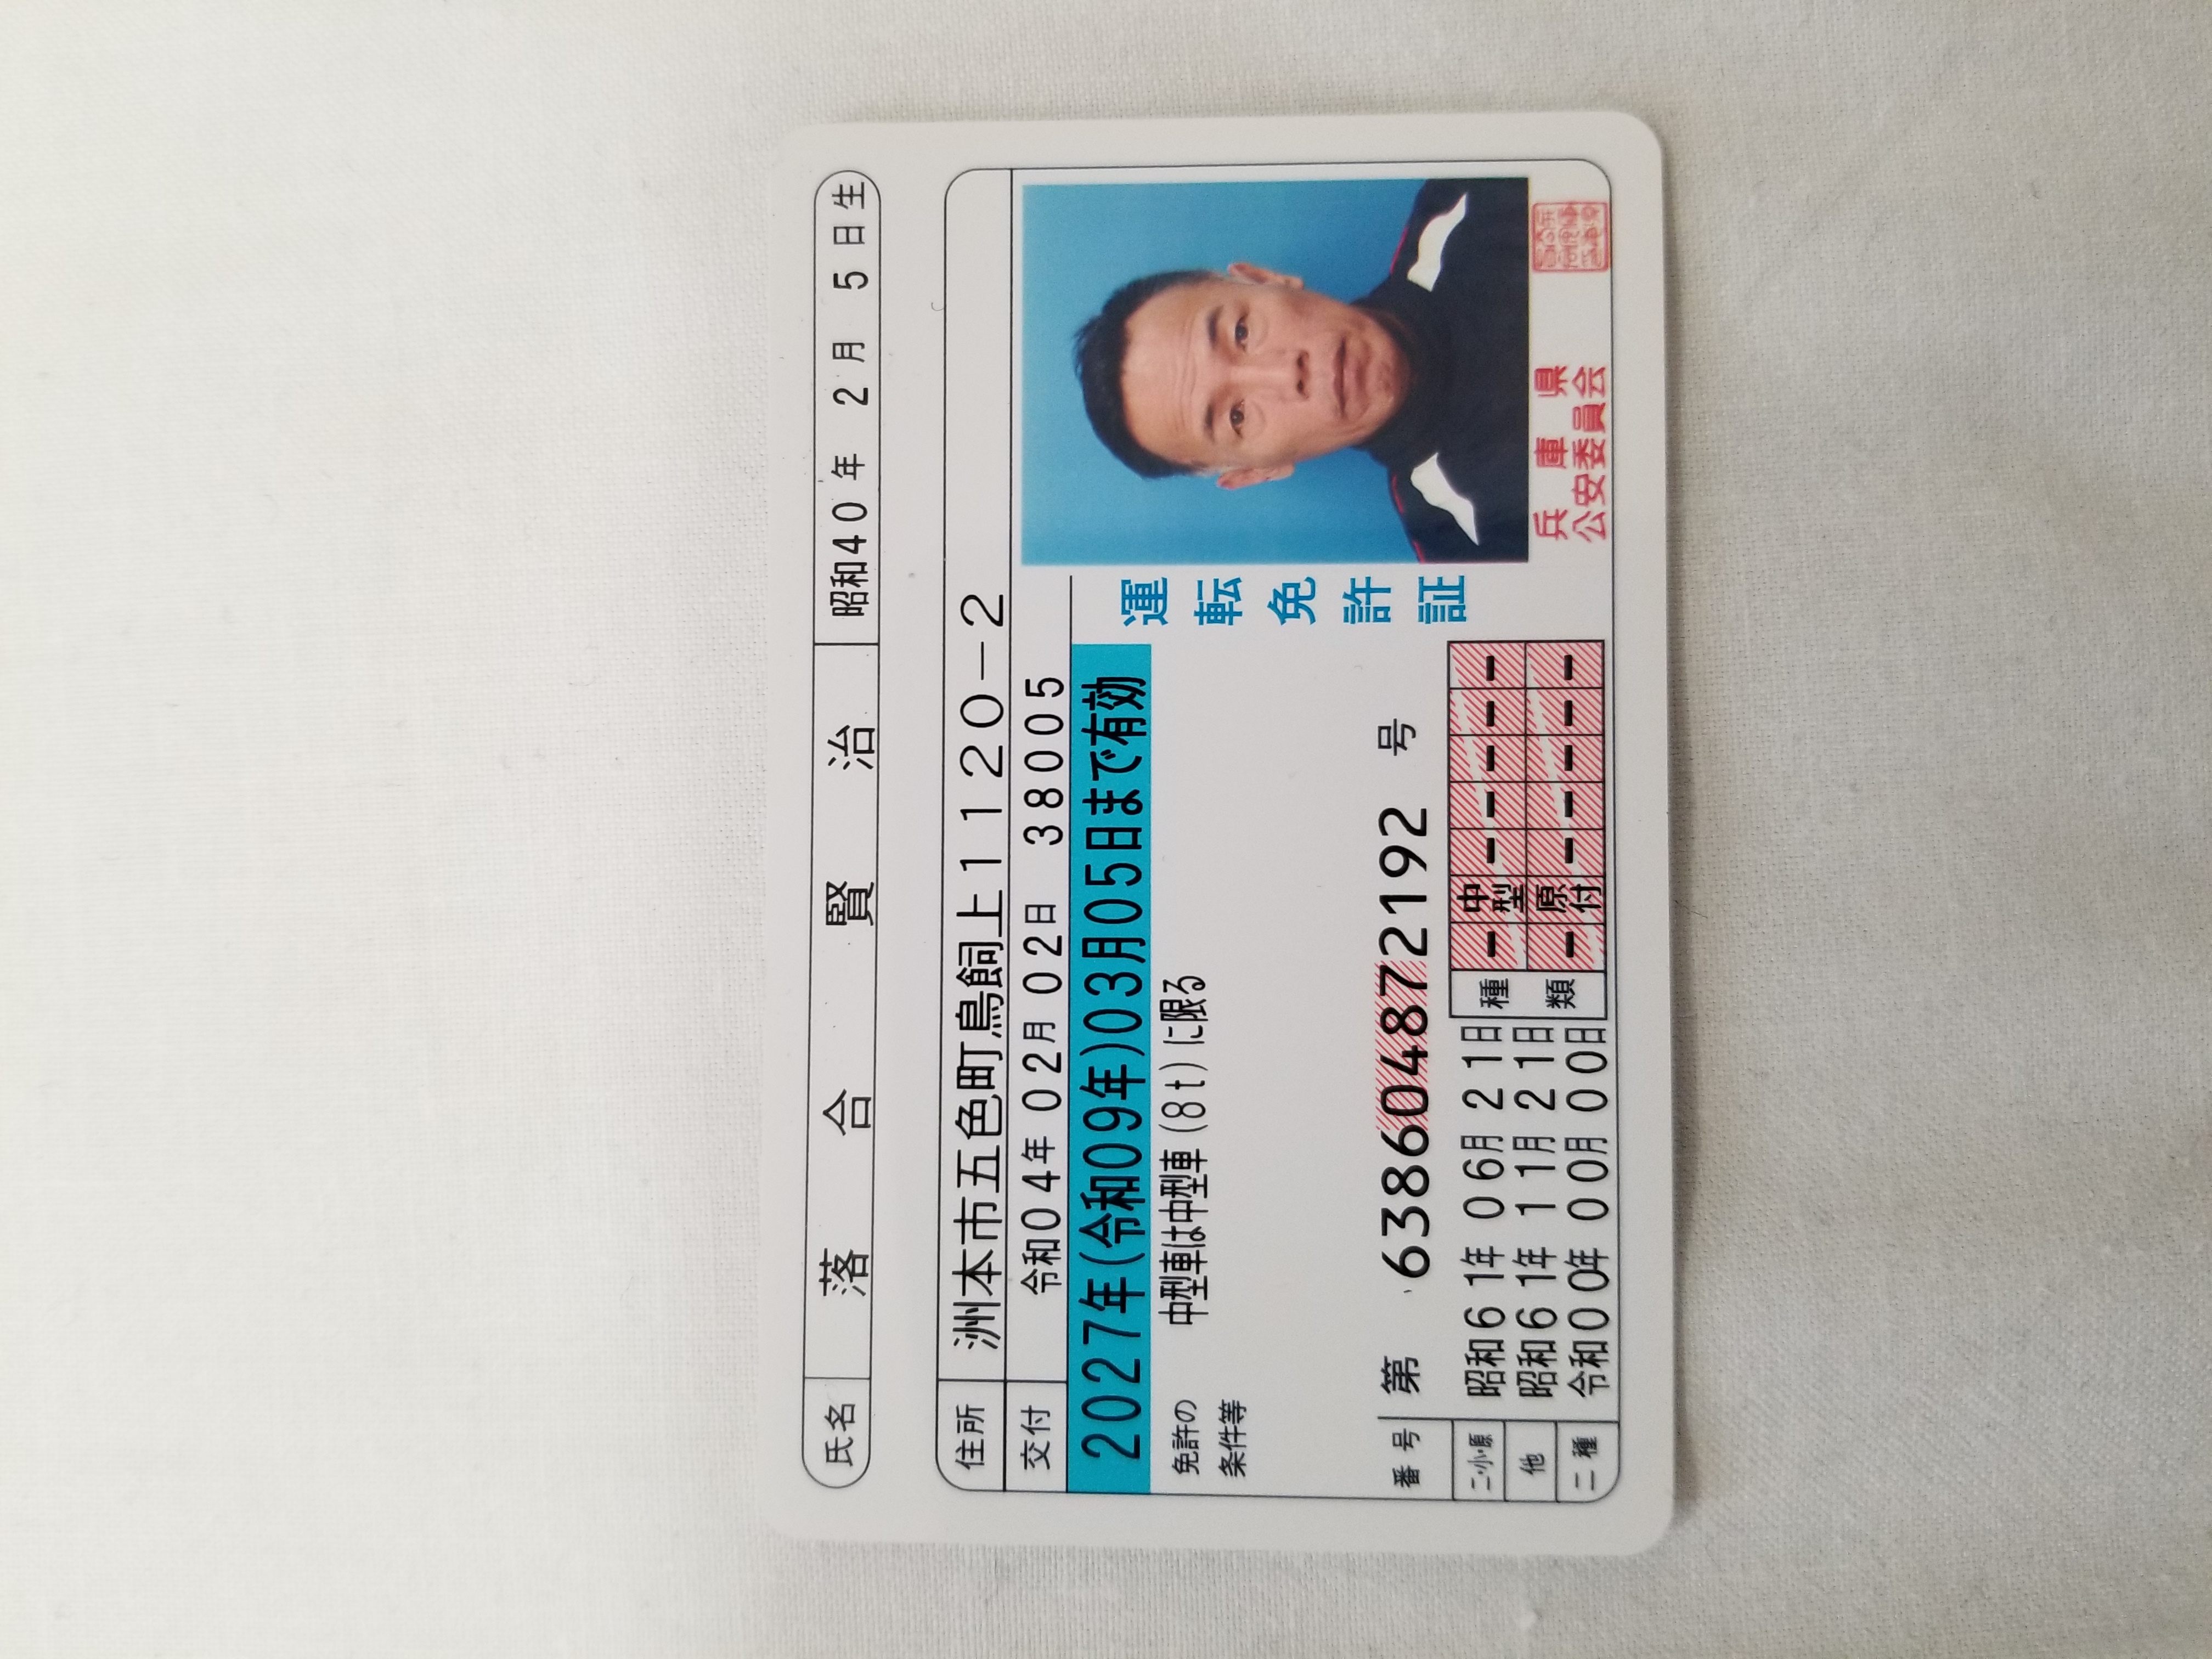 氏名 落合 賢治 昭和40年 2月 5日生
住所 洲本市五色町鳥飼上1120-2
交付 令和04年02月02日 38005
2027年(令和09年)03月05日まで有効
免許の
条件等
中型車は中型車(8t)に限る
番号 第 638604872192 号
二・小・原 昭和61年06月21日
他 昭和61年11月21日
二種 令和00年00月00日
種類
- 中型 - - - - -
- 原付 - - - - -
運転免許証
兵庫県
公安委員会